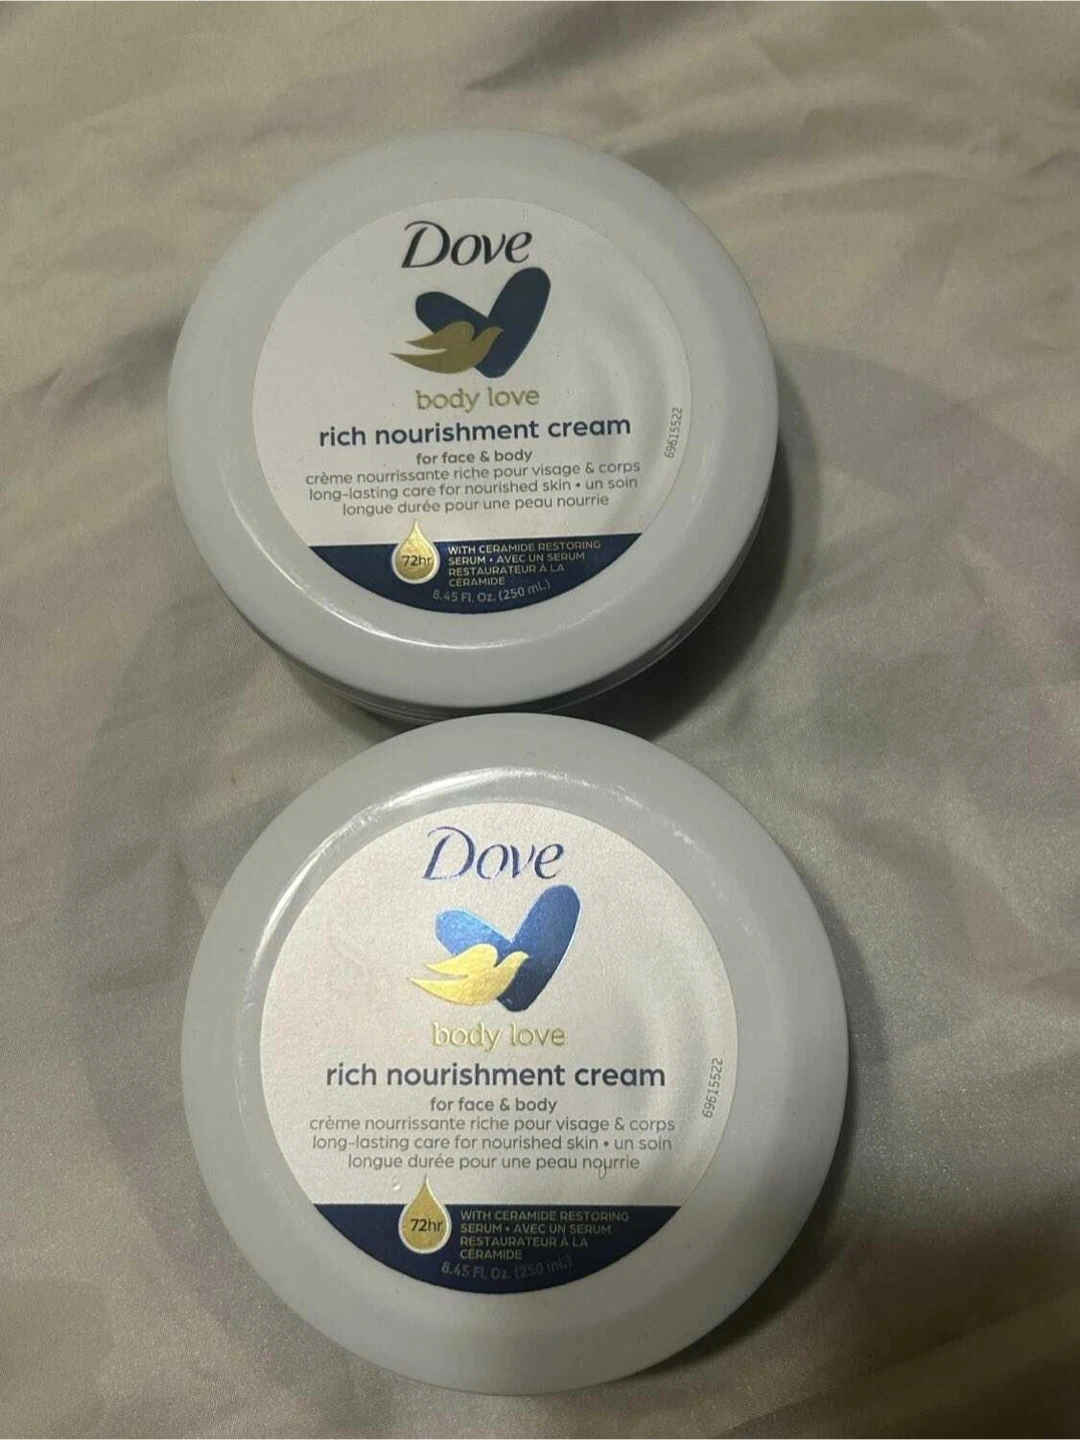 Dove
body love
rich nourishment cream
for face & body
crème nourrissante riche pour visage & corps
long-lasting care for nourished skin • un soin
longue durée pour une peau nourrie
69615522
72hr
WITH CERAMIDE RESTORING
SERUM • AVEC UN SERUM
RESTAURATEUR À LA
CÉRAMIDE
8.45 Fl. Oz. (250 mL)
Dove
body love
rich nourishment cream
for face & body
crème nourrissante riche pour visage & corps
long-lasting care for nourished skin • un soin
longue durée pour une peau nourrie
69615522
72hr
WITH CERAMIDE RESTORING
SERUM • AVEC UN SERUM
RESTAURATEUR À LA
CÉRAMIDE
8.45 Fl. Oz. (250 mL)